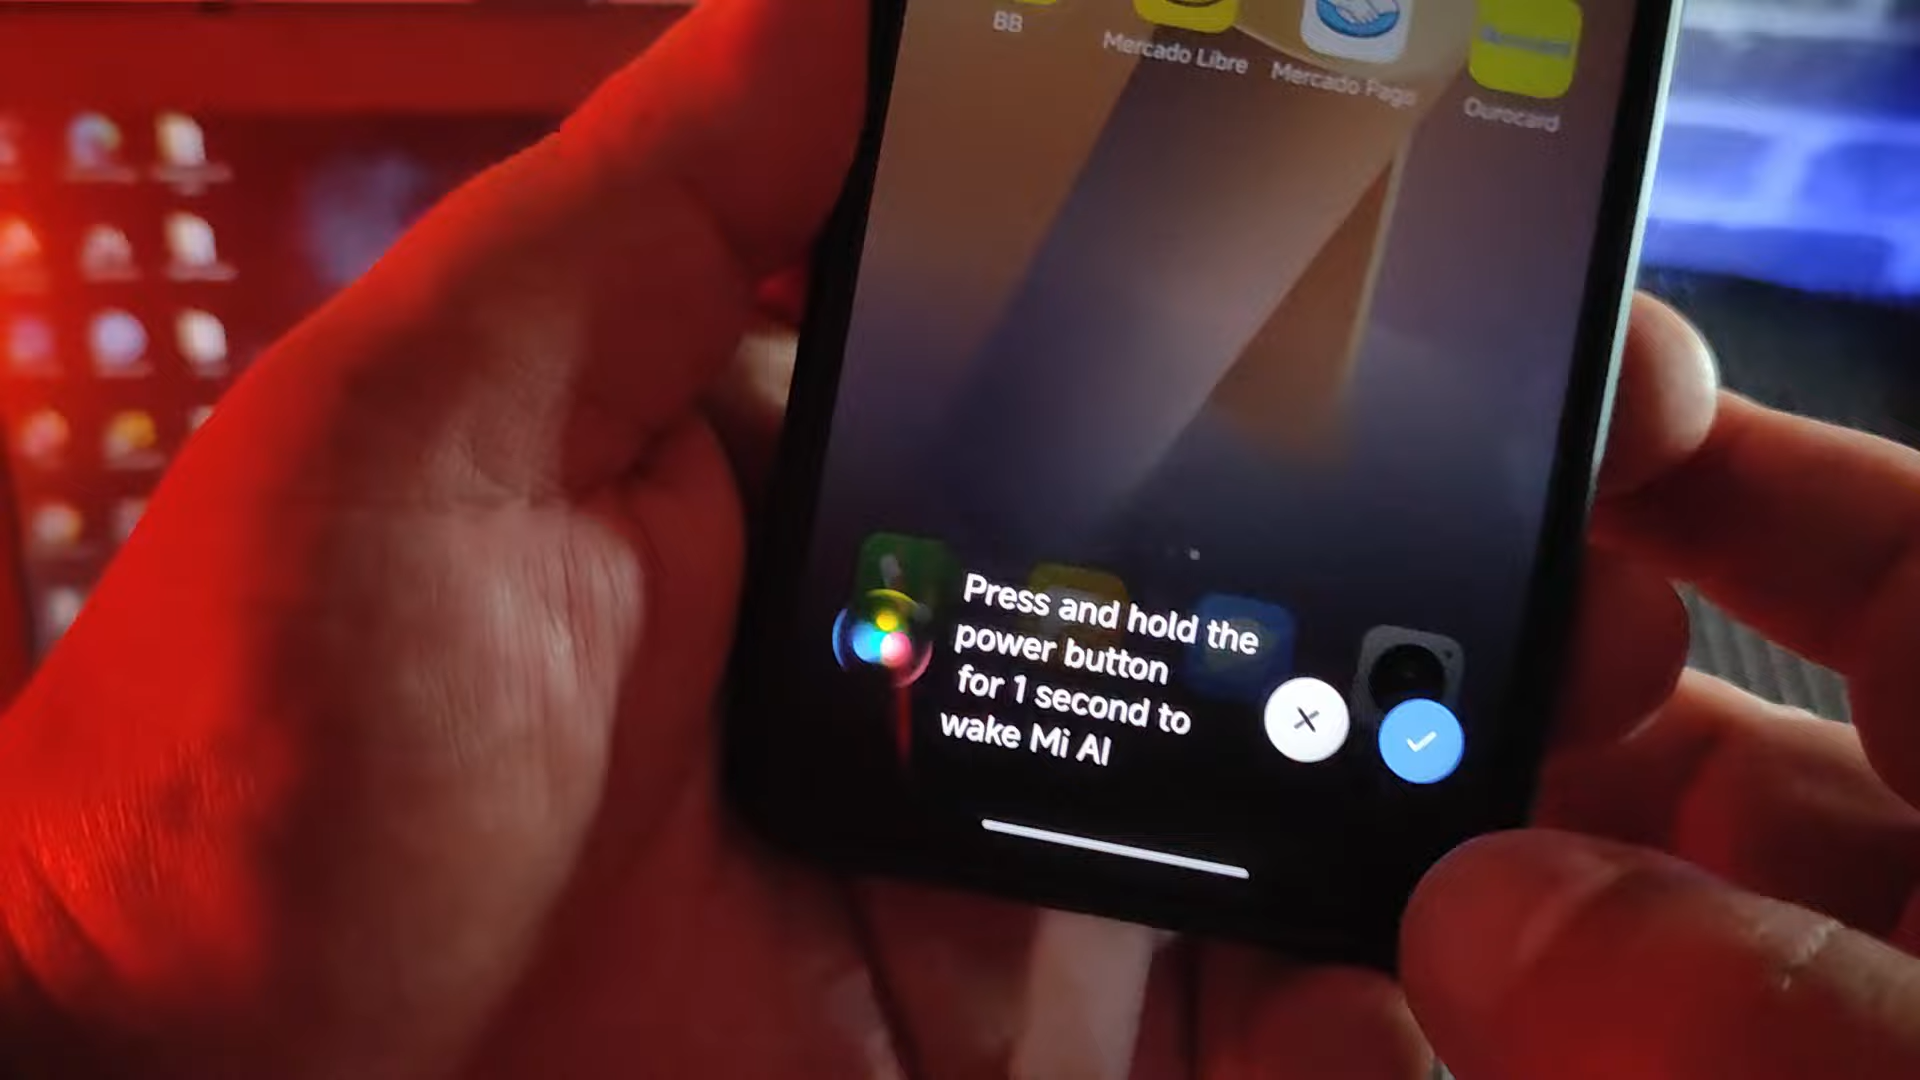 BB
Mercado Libre
Mercado Pago
Ourocard
Press and hold the
power button
for 1 second to
wake Mi AI